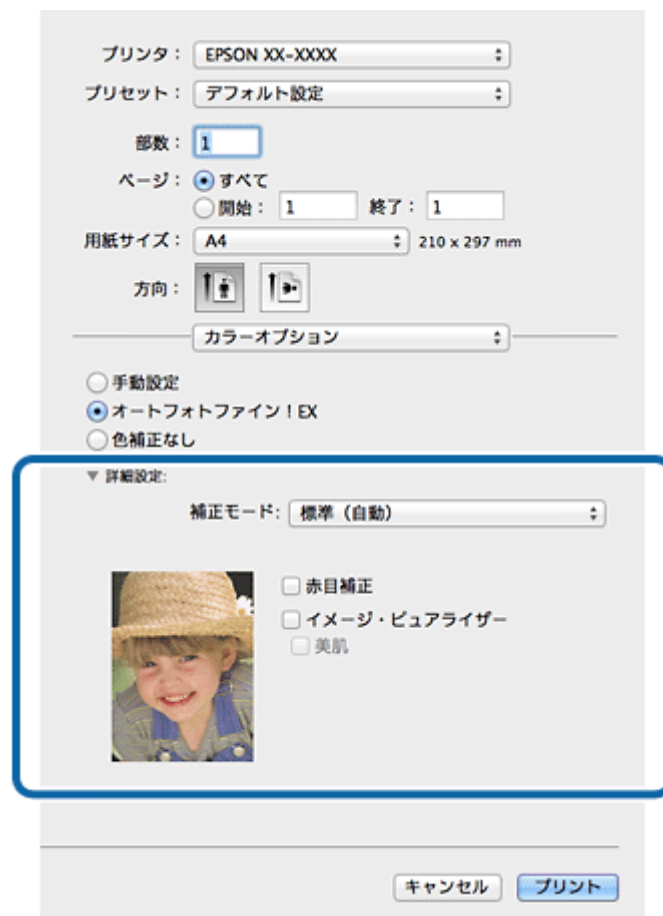 プリンタ： EPSON XX-XXXX
プリセット： デフォルト設定
部数： 1
ページ： すべて
開始： 1 終了： 1
用紙サイズ： A4 210 x 297 mm
方向：
カラーオプション
手動設定
オートフォトファイン！EX
色補正なし
▼ 詳細設定:
補正モード: 標準（自動）
赤目補正
イメージ・ピュアライザー
美肌
キャンセル プリント